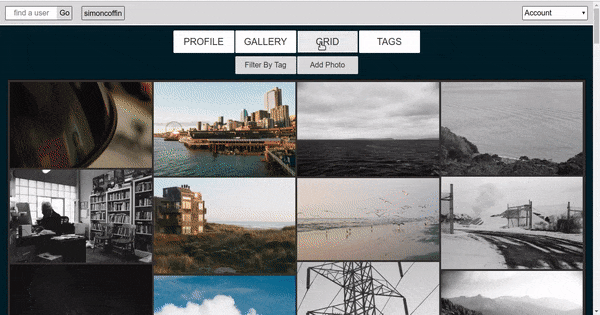 find a user Go simoncoffin Account
PROFILE GALLERY GRID TAGS
Filter By Tag Add Photo